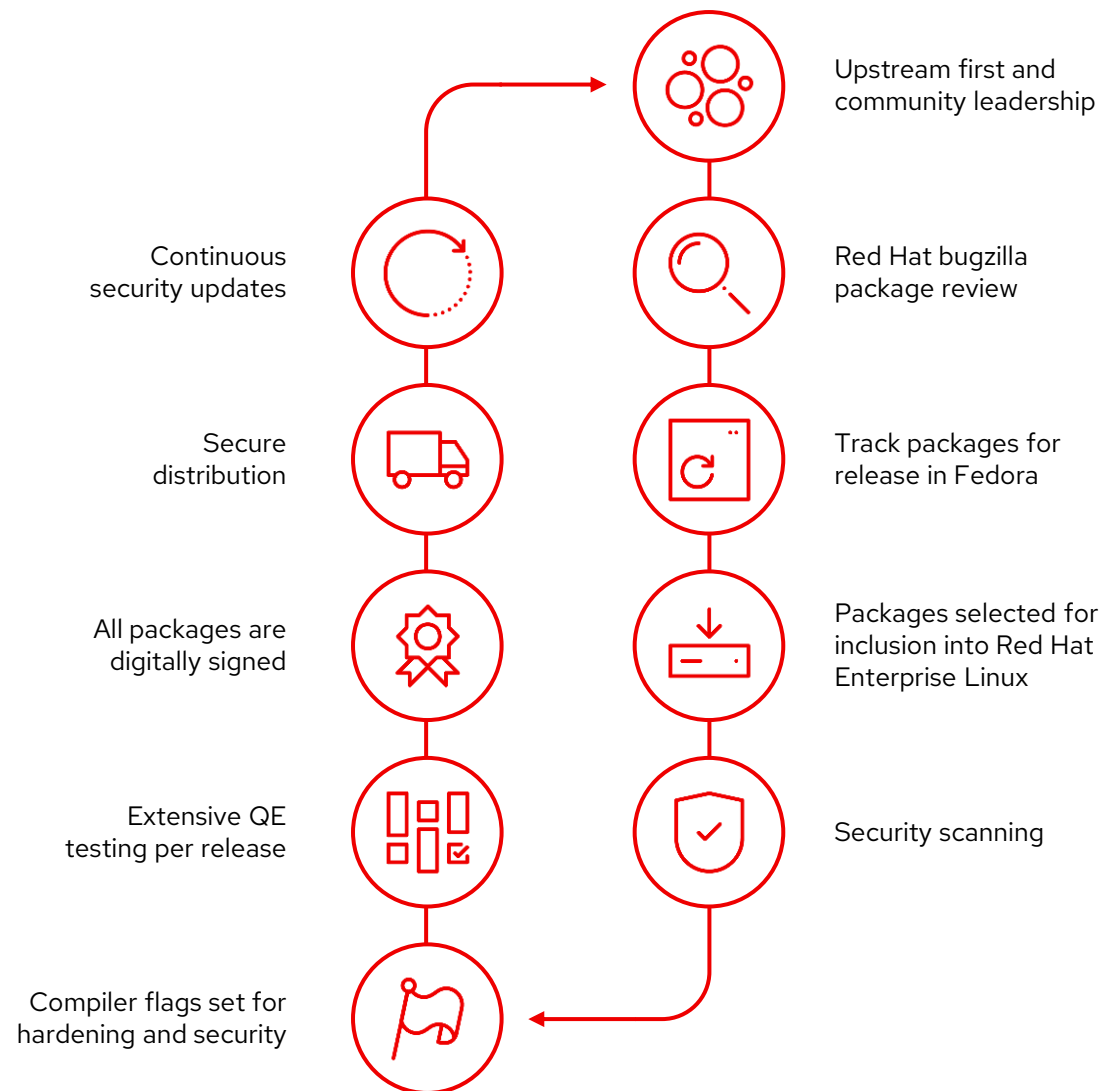 Upstream first and
community leadership
Continuous
security updates
Red Hat bugzilla
package review
Secure
distribution
Track packages for
release in Fedora
All packages are
digitally signed
Packages selected for
inclusion into Red Hat
Enterprise Linux
Extensive QE
testing per release
Security scanning
Compiler flags set for
hardening and security